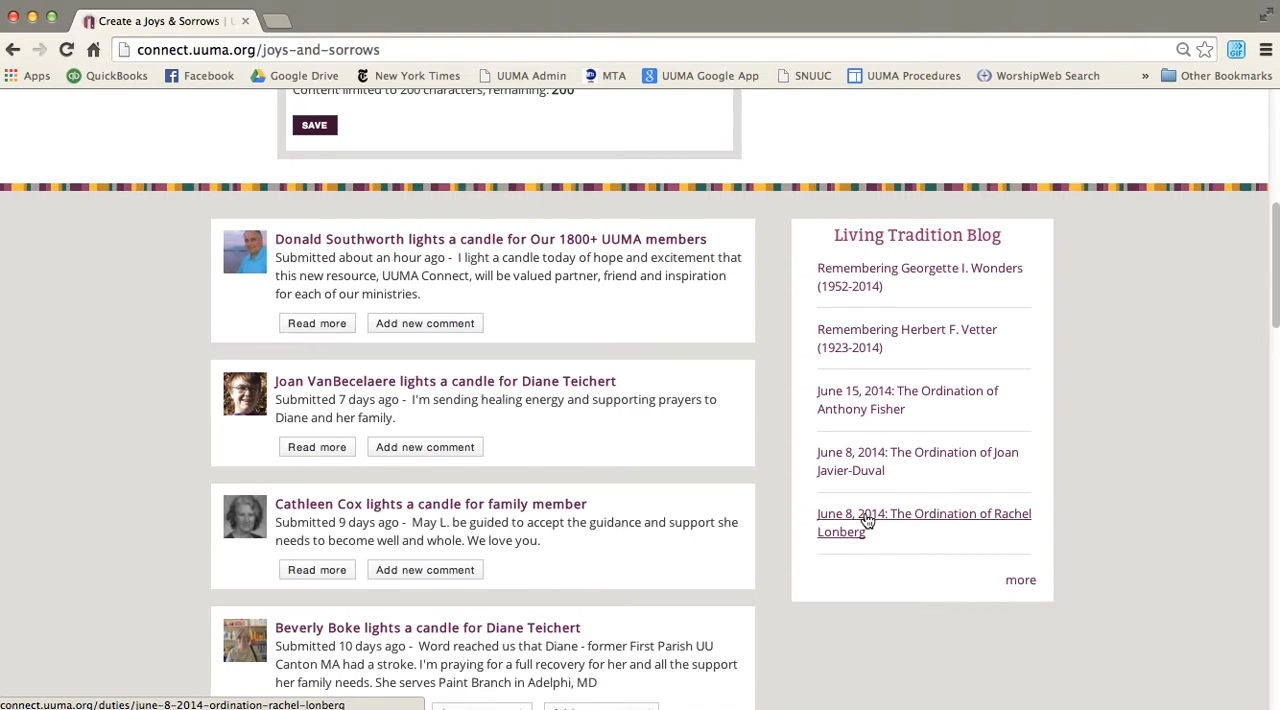 Create a Joys & Sorrows |
connect.uuma.org/joys-and-sorrows
Apps QuickBooks Facebook Google Drive New York Times UUMA Admin MTA UUMA Google App SNUUC UUMA Procedures WorshipWeb Search » Other Bookmarks
GIF
Content limited to 200 characters, remaining: 200
SAVE
Donald Southworth lights a candle for Our 1800+ UUMA members
Submitted about an hour ago - I light a candle today of hope and excitement that
this new resource, UUMA Connect, will be valued partner, friend and inspiration
for each of our ministries.
Read more Add new comment
Joan VanBecelaere lights a candle for Diane Teichert
Submitted 7 days ago - I'm sending healing energy and supporting prayers to
Diane and her family.
Read more Add new comment
Cathleen Cox lights a candle for family member
Submitted 9 days ago - May L. be guided to accept the guidance and support she
needs to become well and whole. We love you.
Read more Add new comment
Beverly Boke lights a candle for Diane Teichert
Submitted 10 days ago - Word reached us that Diane - former First Parish UU
Canton MA had a stroke. I'm praying for a full recovery for her and all the support
her family needs. She serves Paint Branch in Adelphi, MD
Living Tradition Blog
Remembering Georgette I. Wonders
(1952-2014)
Remembering Herbert F. Vetter
(1923-2014)
June 15, 2014: The Ordination of
Anthony Fisher
June 8, 2014: The Ordination of Joan
Javier-Duval
June 8, 2014: The Ordination of Rachel
Lonberg
more
connect.uuma.org/duties/june-8-2014-ordination-rachel-lonberg